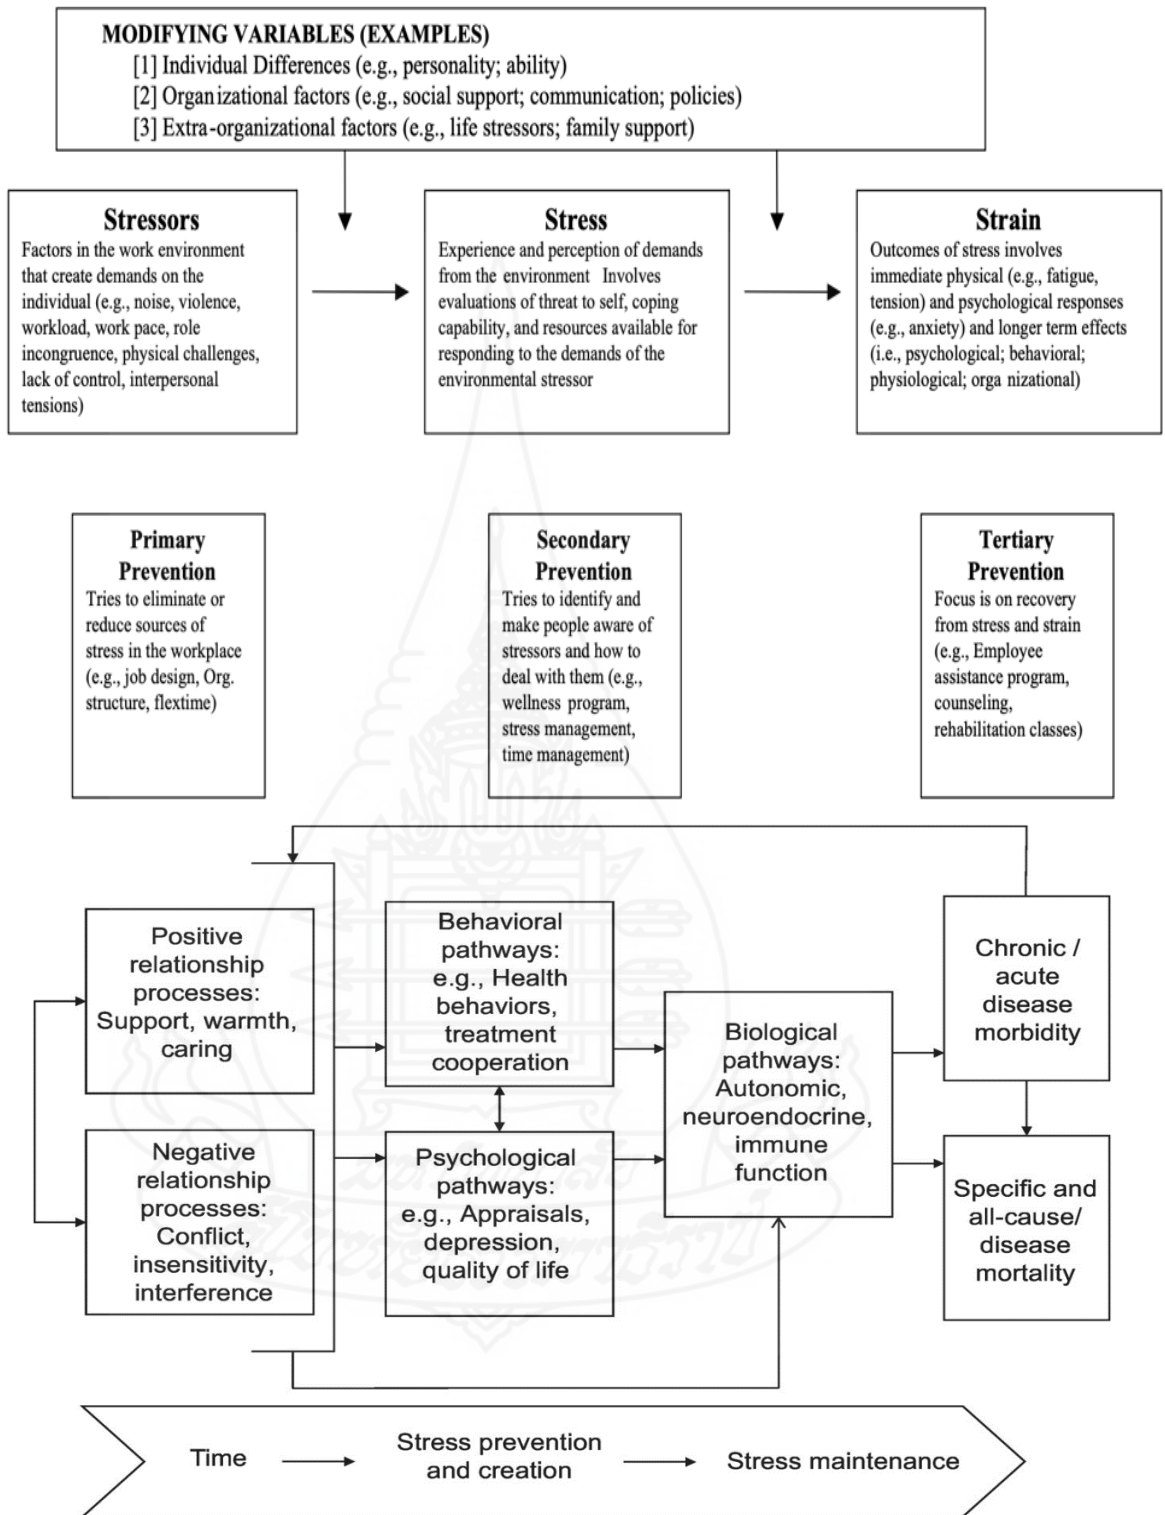 MODIFYING VARIABLES (EXAMPLES)
[1] Individual Differences (e.g., personality; ability)
[2] Organizational factors (e.g., social support; communication; policies)
[3] Extra-organizational factors (e.g., life stressors; family support)
Stressors
Factors in the work environment
that create demands on the
individual (e.g., noise, violence,
workload, work pace, role
incongruence, physical challenges,
lack of control, interpersonal
tensions)
Stress
Experience and perception of demands
from the environment Involves
evaluations of threat to self, coping
capability, and resources available for
responding to the demands of the
environmental stressor
Strain
Outcomes of stress involves
immediate physical (e.g., fatigue,
tension) and psychological responses
(e.g., anxiety) and longer term effects
(i.e., psychological; behavioral;
physiological; orga nizational)
Primary
Prevention
Tries to eliminate or
reduce sources of
stress in the workplace
(e.g., job design, Org.
structure, flextime)
Secondary
Prevention
Tries to identify and
make people aware of
stressors and how to
deal with them (e.g.,
wellness program,
stress management,
time management)
Tertiary
Prevention
Focus is on recovery
from stress and strain
(e.g., Employee
assistance program,
counseling,
rehabilitation classes)
Positive
relationship
processes:
Support, warmth,
caring
Negative
relationship
processes:
Conflict,
insensitivity,
interference
Behavioral
pathways:
e.g., Health
behaviors,
treatment
cooperation
Psychological
pathways:
e.g., Appraisals,
depression,
quality of life
Biological
pathways:
Autonomic,
neuroendocrine,
immune
function
Chronic /
acute
disease
morbidity
Specific and
all-cause/
disease
mortality
Time
Stress prevention
and creation
Stress maintenance